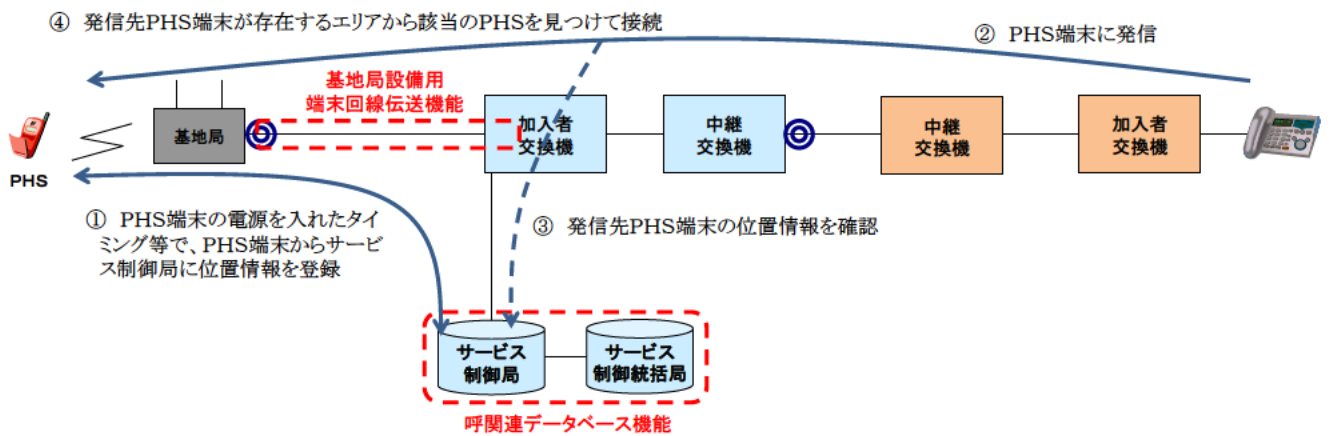 ④ 発信先PHS端末が存在するエリアから該当のPHSを見つけて接続
② PHS端末に発信
基地局設備用
端末回線伝送機能
基地局
加入者
交換機
中継
交換機
中継
交換機
加入者
交換機
PHS
① PHS端末の電源を入れたタイ
ミング等で、PHS端末からサービ
ス制御局に位置情報を登録
③ 発信先PHS端末の位置情報を確認
サービス
制御局
サービス
制御統括局
呼関連データベース機能